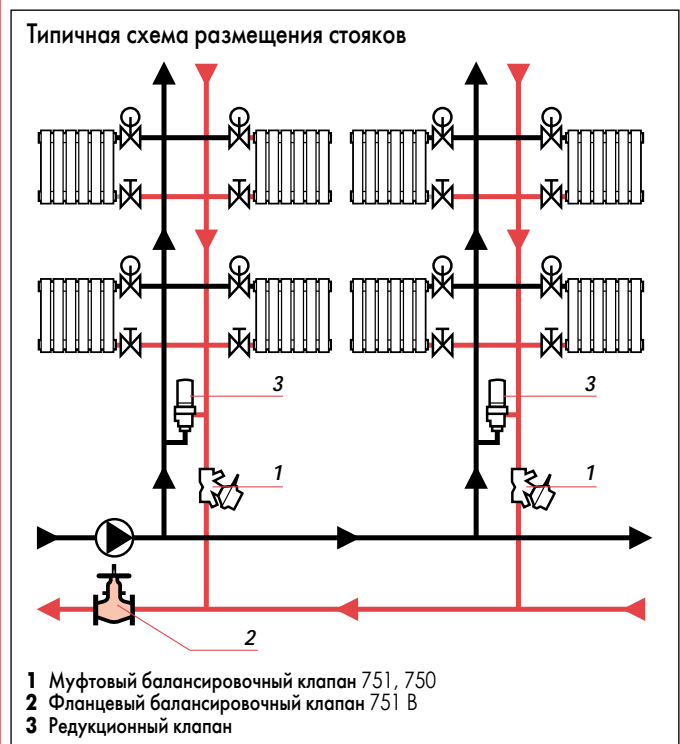 Типичная схема размещения стояков
3
3
1
1
2
1 Муфтовый балансировочный клапан 751, 750
2 Фланцевый балансировочный клапан 751 В
3 Редукционный клапан